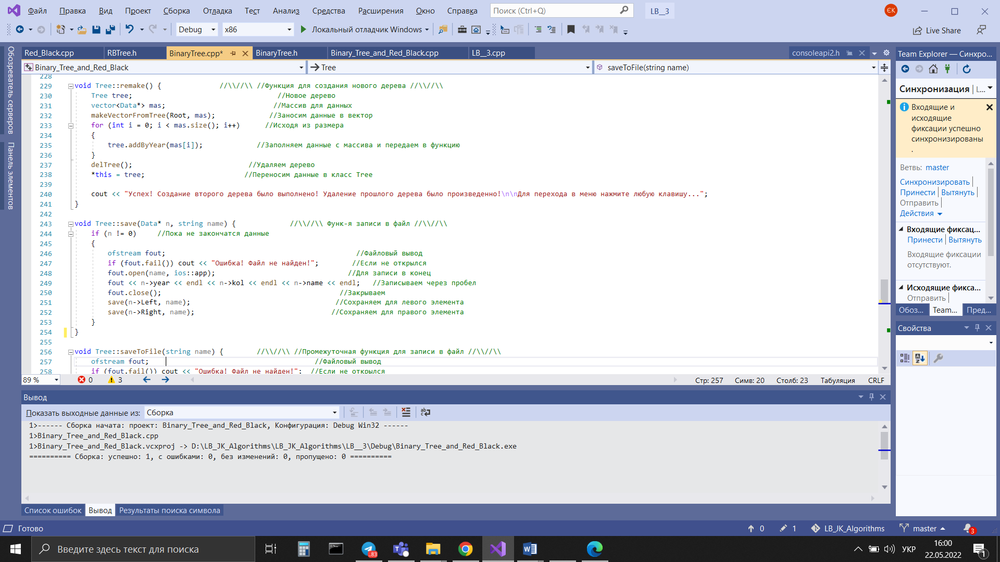 Файл Правка Вид Проект Сборка Отладка Тест Анализ Средства Расширения Окно Справка Поиск (Ctrl+Q) LB__3 ЄК
Debug x86 Локальный отладчик Windows Live Share
Red_Black.cpp RBTree.h BinaryTree.cpp* BinaryTree.h Binary_Tree_and_Red_Black.cpp LB__3.cpp consoleapi2.h
Binary_Tree_and_Red_Black Tree saveToFile(string name)
Обозреватель серверов
Панель элементов
228
229 void Tree::remake() { //\\//\\ //Функция для создания нового дерева //\\//\\
230 Tree tree; //Новое дерево
231 vector<Data*> mas; //Массив для данных
232 makeVectorFromTree(Root, mas); //Заносим данные в вектор
233 for (int i = 0; i < mas.size(); i++) //Исходя из размера
234 {
235 tree.addByYear(mas[i]); //Заполняем данные с массива и передаем в функцию
236 }
237 delTree(); //Удаляем дерево
238 *this = tree; //Переносим данные в класс Tree
239
240 cout << "Успех! Создание второго дерева было выполнено! Удаление прошлого дерева было произведенно!\n\nДля перехода в меню нажмите любую клавишу...";
241 }
242
243 void Tree::save(Data* n, string name) { //\\//\\ Функ-я записи в файл //\\//\\
244 if (n != 0) //Пока не закончатся данные
245 {
246 ofstream fout; //Файловый вывод
247 if (fout.fail()) cout << "Ошибка! Файл не найден!"; //Если не открылся
248 fout.open(name, ios::app); //Для записи в конец
249 fout << n->year << endl << n->kol << endl << n->name << endl; //Записываем через пробел
250 fout.close(); //Закрываем
251 save(n->Left, name); //Сохраняем для левого элемента
252 save(n->Right, name); //Сохраняем для правого элемента
253 }
254 }
255
256 void Tree::saveToFile(string name) { //\\//\\ //Промежуточная функция для записи в файл //\\//\\
257 ofstream fout; //Файловый вывод
258 if (fout.fail()) cout << "Ошибка! Файл не найден!"; //Если не открылся
89 % 0 3 Стр: 257 Симв: 20 Столб: 23 Табуляция CRLF
Вывод
Показать выходные данные из: Сборка
1>------ Сборка начата: проект: Binary_Tree_and_Red_Black, Конфигурация: Debug Win32 ------
1>Binary_Tree_and_Red_Black.cpp
1>Binary_Tree_and_Red_Black.vcxproj -> D:\LB_JK_Algorithms\LB_JK_Algorithms\LB__3\Debug\Binary_Tree_and_Red_Black.exe
========== Сборка: успешно: 1, с ошибками: 0, без изменений: 0, пропущено: 0 ==========
Список ошибок Вывод Результаты поиска символа
Team Explorer — Синхро...
Синхронизация | L...
Входящие и
исходящие
фиксации успешно
синхронизированы
.
Ветвь: master
Синхронизировать
Принести Вытянуть
Отправить
Действия
Входящие фиксац...
Принести Вытянуть
Входящие фиксации
отсутствуют.
Исходящие фикса...
Отправить
Обоз... Team... Пред...
Свойства
Готово 0 1 LB_JK_Algorithms master 3
Введите здесь текст для поиска ..83 УКР 16:00
22.05.2022 1